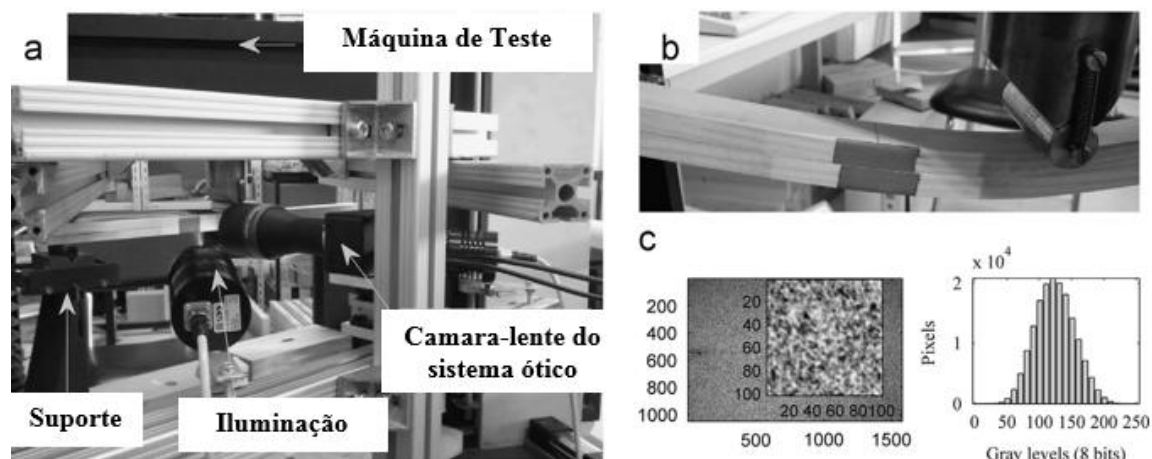 a
Máquina de Teste
Camara-lente do
sistema ótico
Suporte
Iluminação
b
c
200
400
600
800
1000
500 1000 1500
20
40
60
80
100
20 40 60 80 100
x 10⁴
2
1
0
Pixels
0 50 100 150 200 250
Gray levels (8 bits)